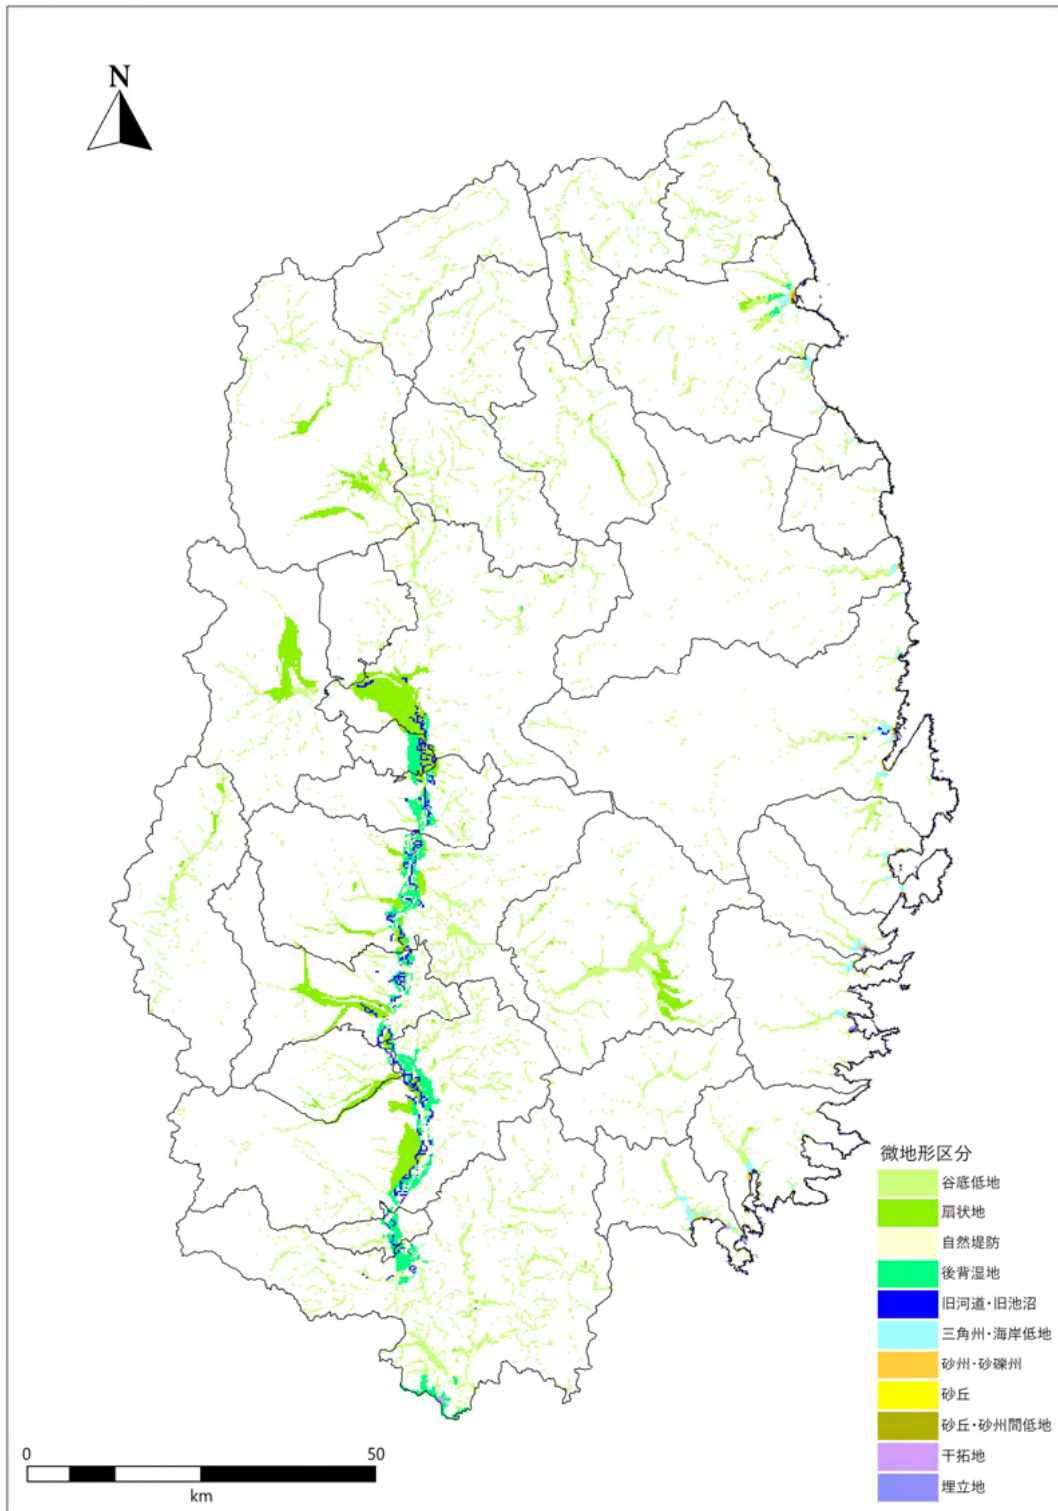 N
微地形区分
谷底低地
扇状地
自然堤防
後背湿地
旧河道・旧池沼
三角州・海岸低地
砂州・砂礫州
砂丘
砂丘・砂州間低地
干拓地
埋立地
0 50
km